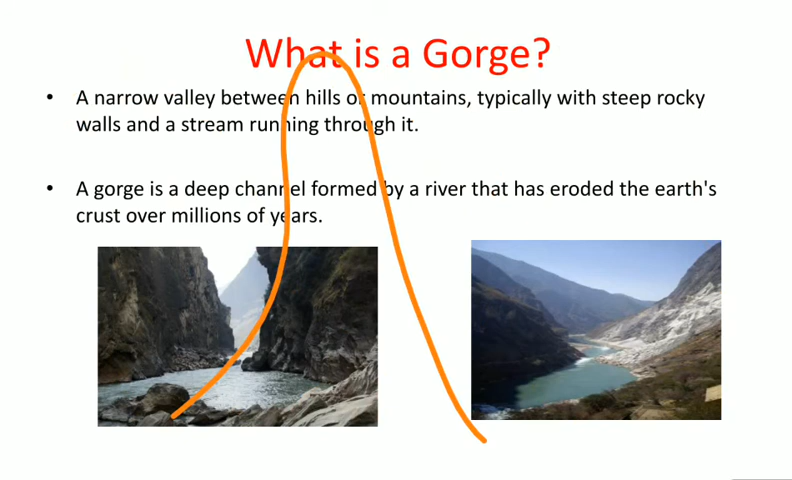 What is a Gorge?
• A narrow valley between hills or mountains, typically with steep rocky
walls and a stream running through it.
• A gorge is a deep channel formed by a river that has eroded the earth's
crust over millions of years.